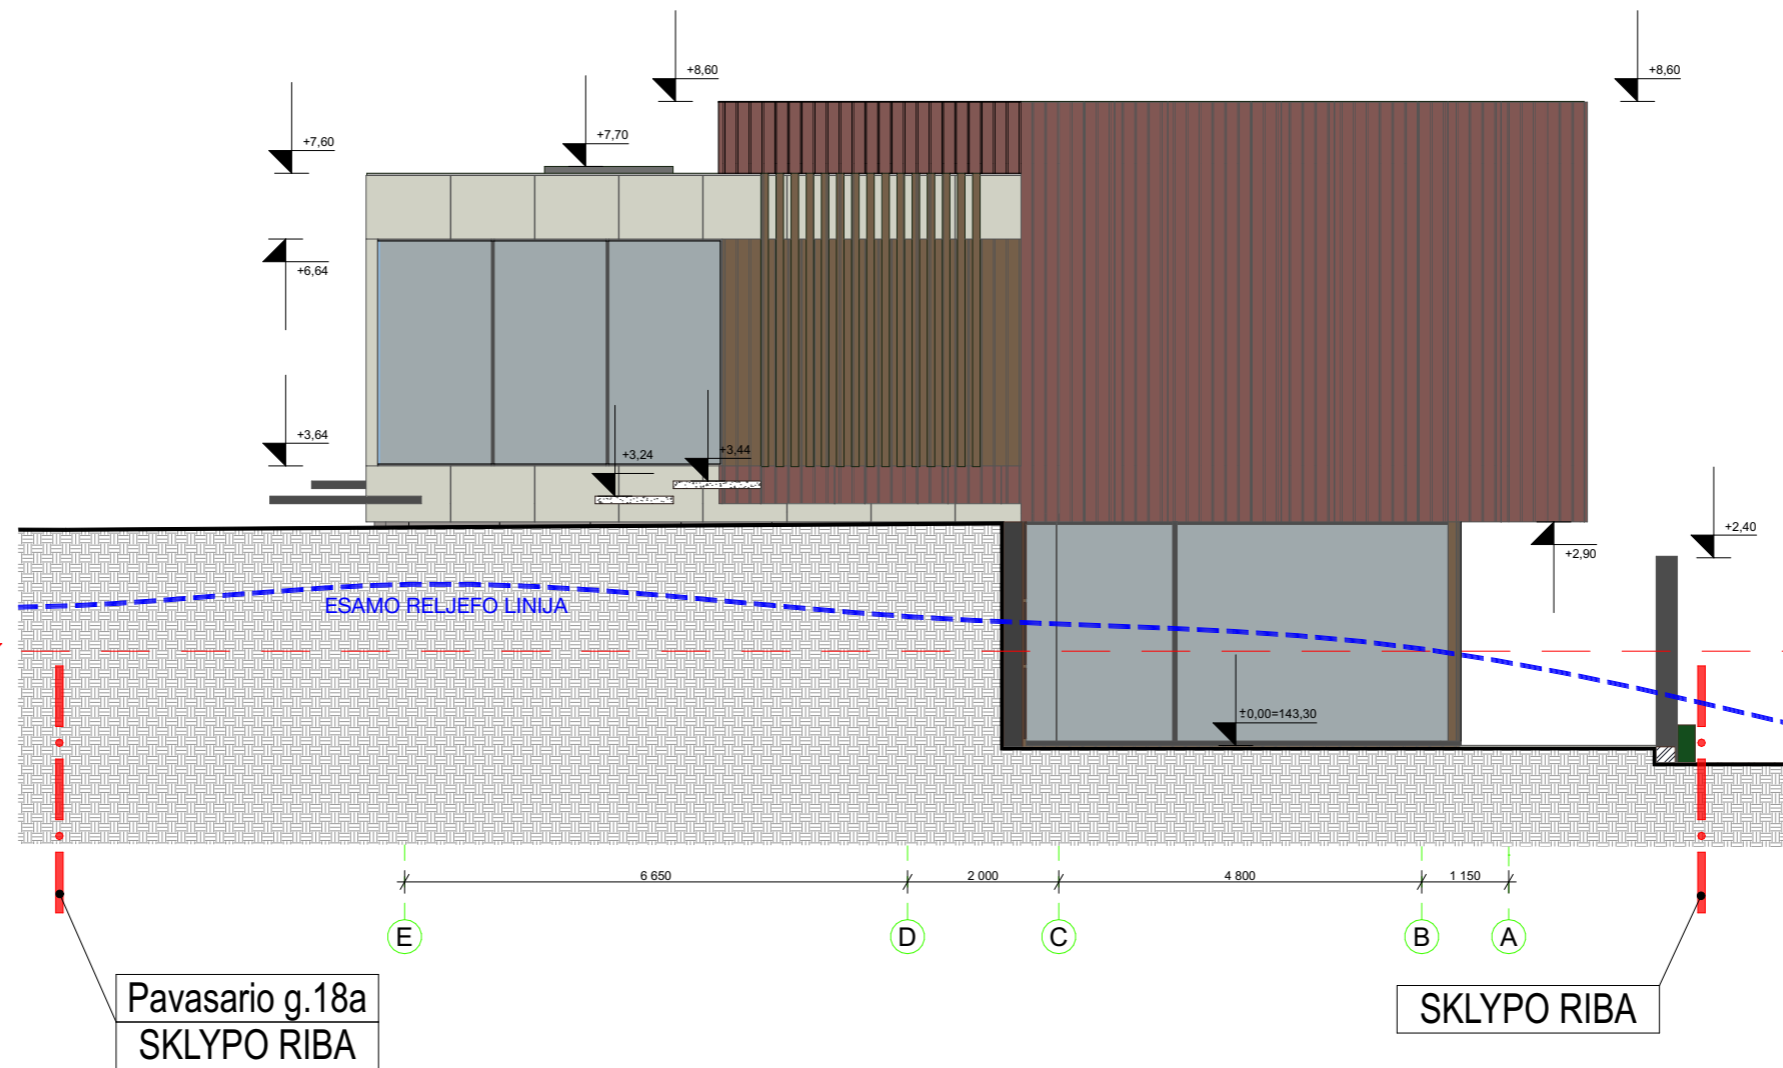 +8,60
+8,60
+7,70
+7,60
+6,64
+3,64
+3,44
+3,24
+2,40
+2,90
ESAMO RELJEFO LINIJA
±0,00=143,30
6 650
2 000
4 800
1 150
E
D
C
B
A
Pavasario g.18a
SKLYPO RIBA
SKLYPO RIBA